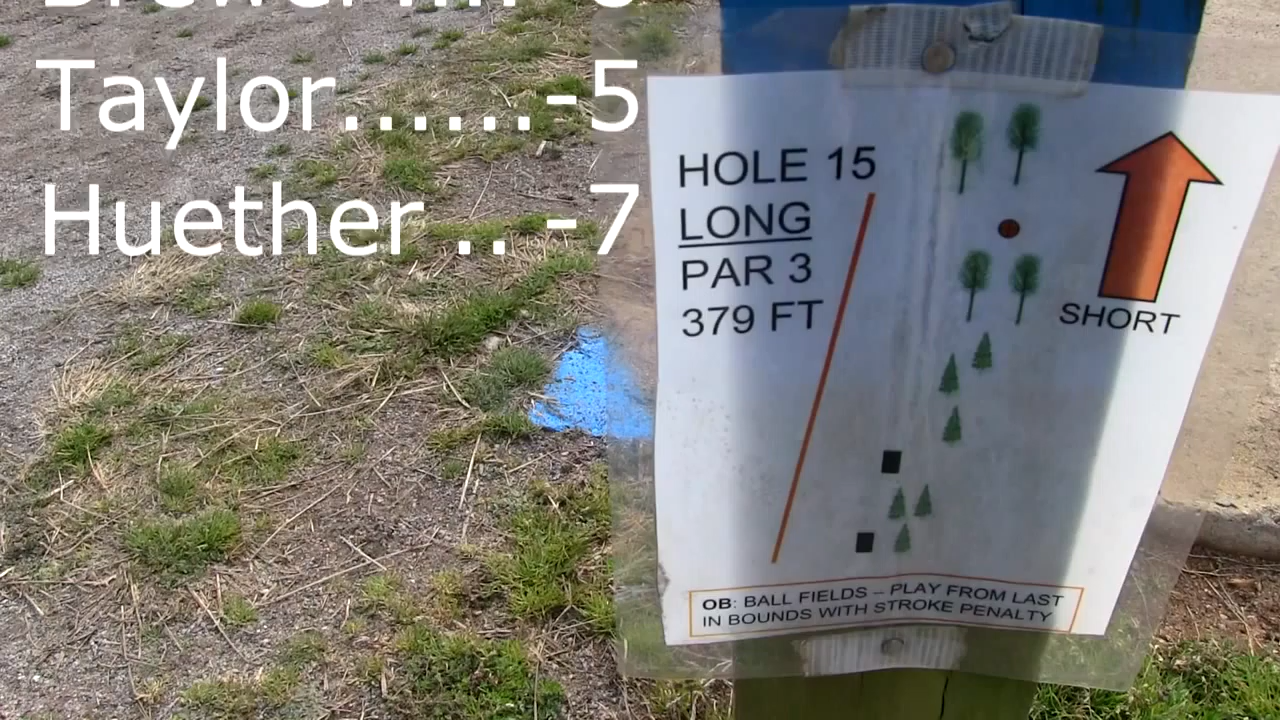 Taylor...... -5
Huether .. -7
HOLE 15
LONG
PAR 3
379 FT
SHORT
OB: BALL FIELDS – PLAY FROM LAST
IN BOUNDS WITH STROKE PENALTY